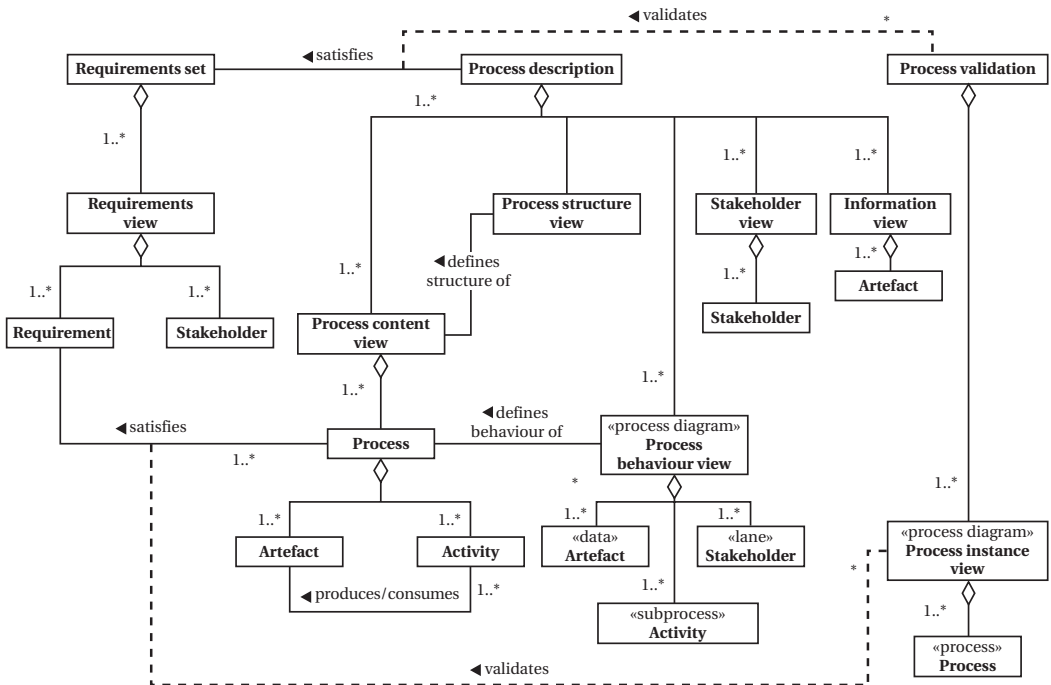 ◄ validates
*
Requirements set
◄ satisfies
Process description
Process validation
1..*
1..*
1..*
1..*
Requirements
view
Process structure
view
Stakeholder
view
Information
view
◄ defines
structure of
1..*
1..*
1..*
1..*
1..*
Artefact
Requirement
Stakeholder
Process content
view
Stakeholder
1..*
1..*
◄ satisfies
◄ defines
behaviour of
«process diagram»
Process
behaviour view
Process
1..*
*
1..*
1..*
1..*
1..*
1..*
Artefact
Activity
«data»
Artefact
«lane»
Stakeholder
«process diagram»
Process instance
view
◄ produces/consumes
1..*
1..*
*
1..*
«subprocess»
Activity
«process»
Process
◄ validates